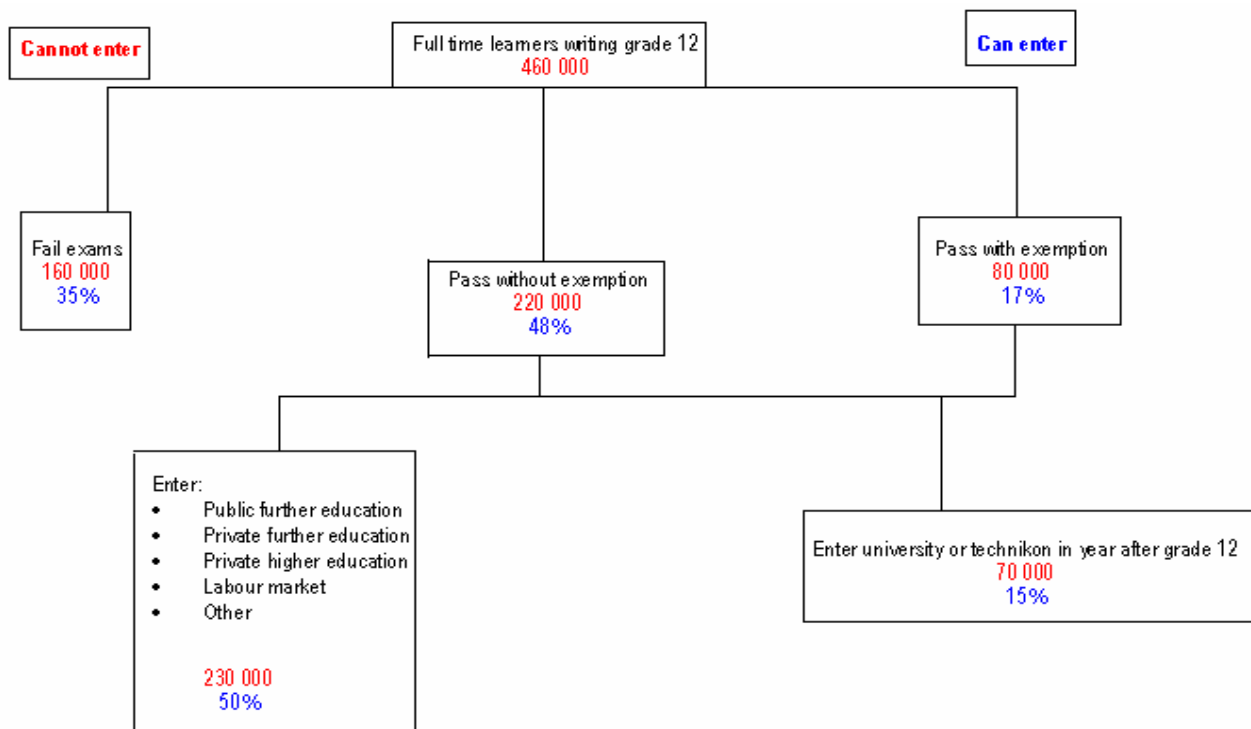 Cannot enter
Full time learners writing grade 12
460 000
Can enter
Fail exams
160 000
35%
Pass without exemption
220 000
48%
Pass with exemption
80 000
17%
Enter:
• Public further education
• Private further education
• Private higher education
• Labour market
• Other
230 000
50%
Enter university or technikon in year after grade 12
70 000
15%